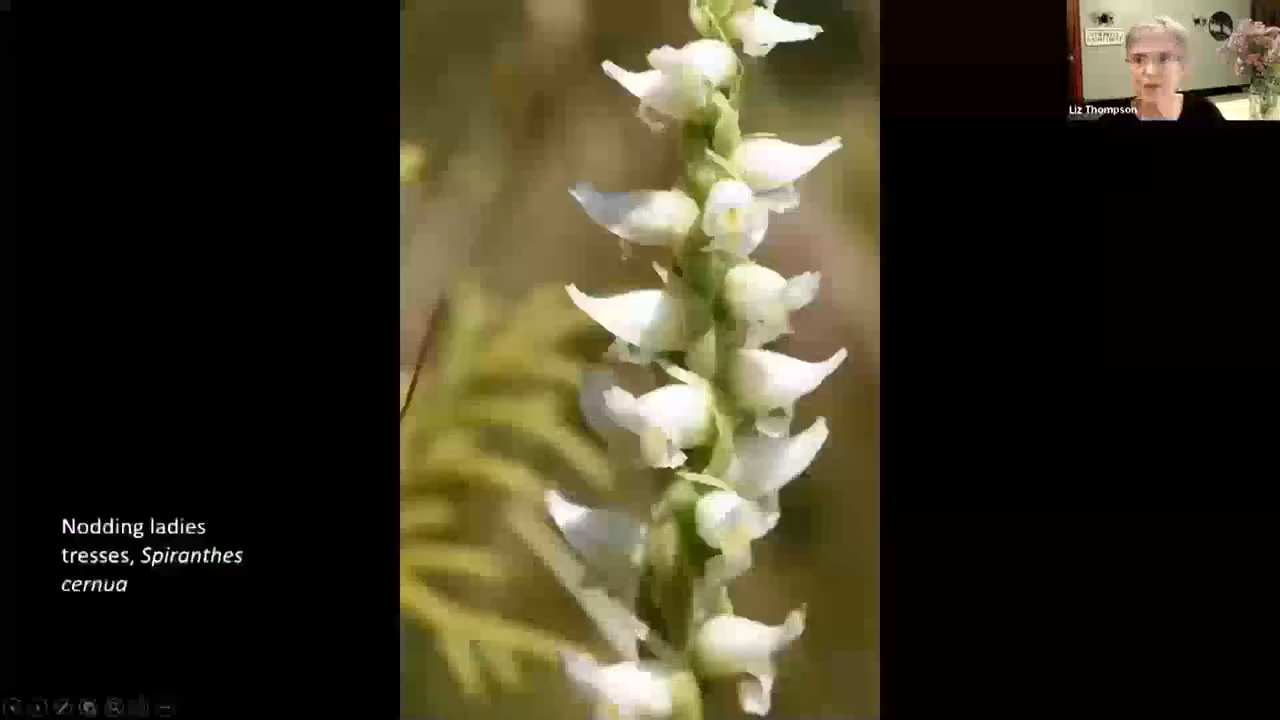 Nodding ladies
tresses, Spiranthes
cernua
Liz Thompson